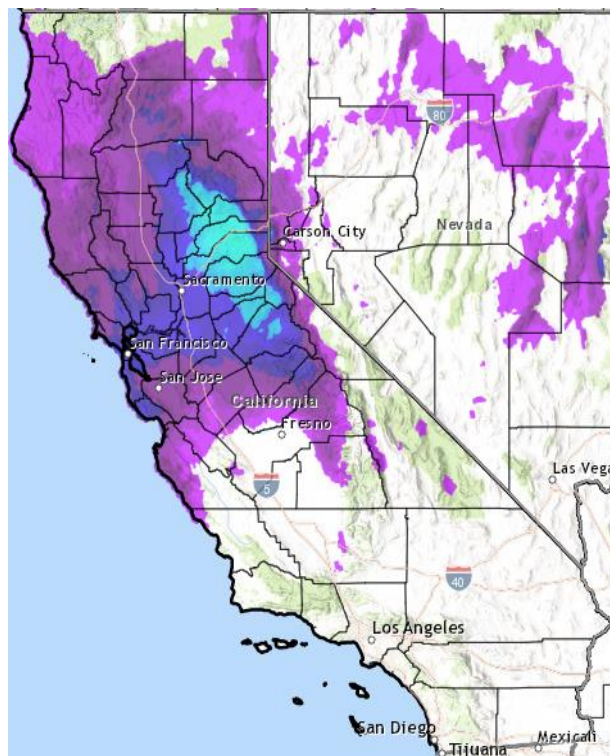 80
Nevada
Carson City
Sacramento
San Francisco
San Jose
California
Fresno
Las Vega
5
40
Los Angeles
San Diego
Mexicali
Tijuana